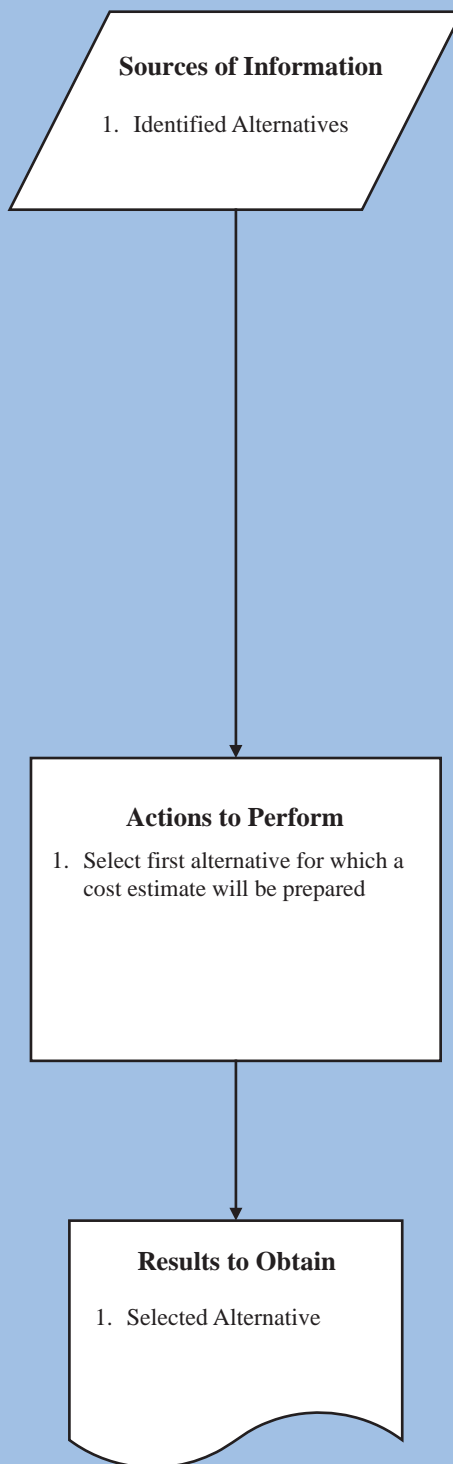 Sources of Information
1. Identified Alternatives
Actions to Perform
1. Select first alternative for which a
cost estimate will be prepared
Results to Obtain
1. Selected Alternative